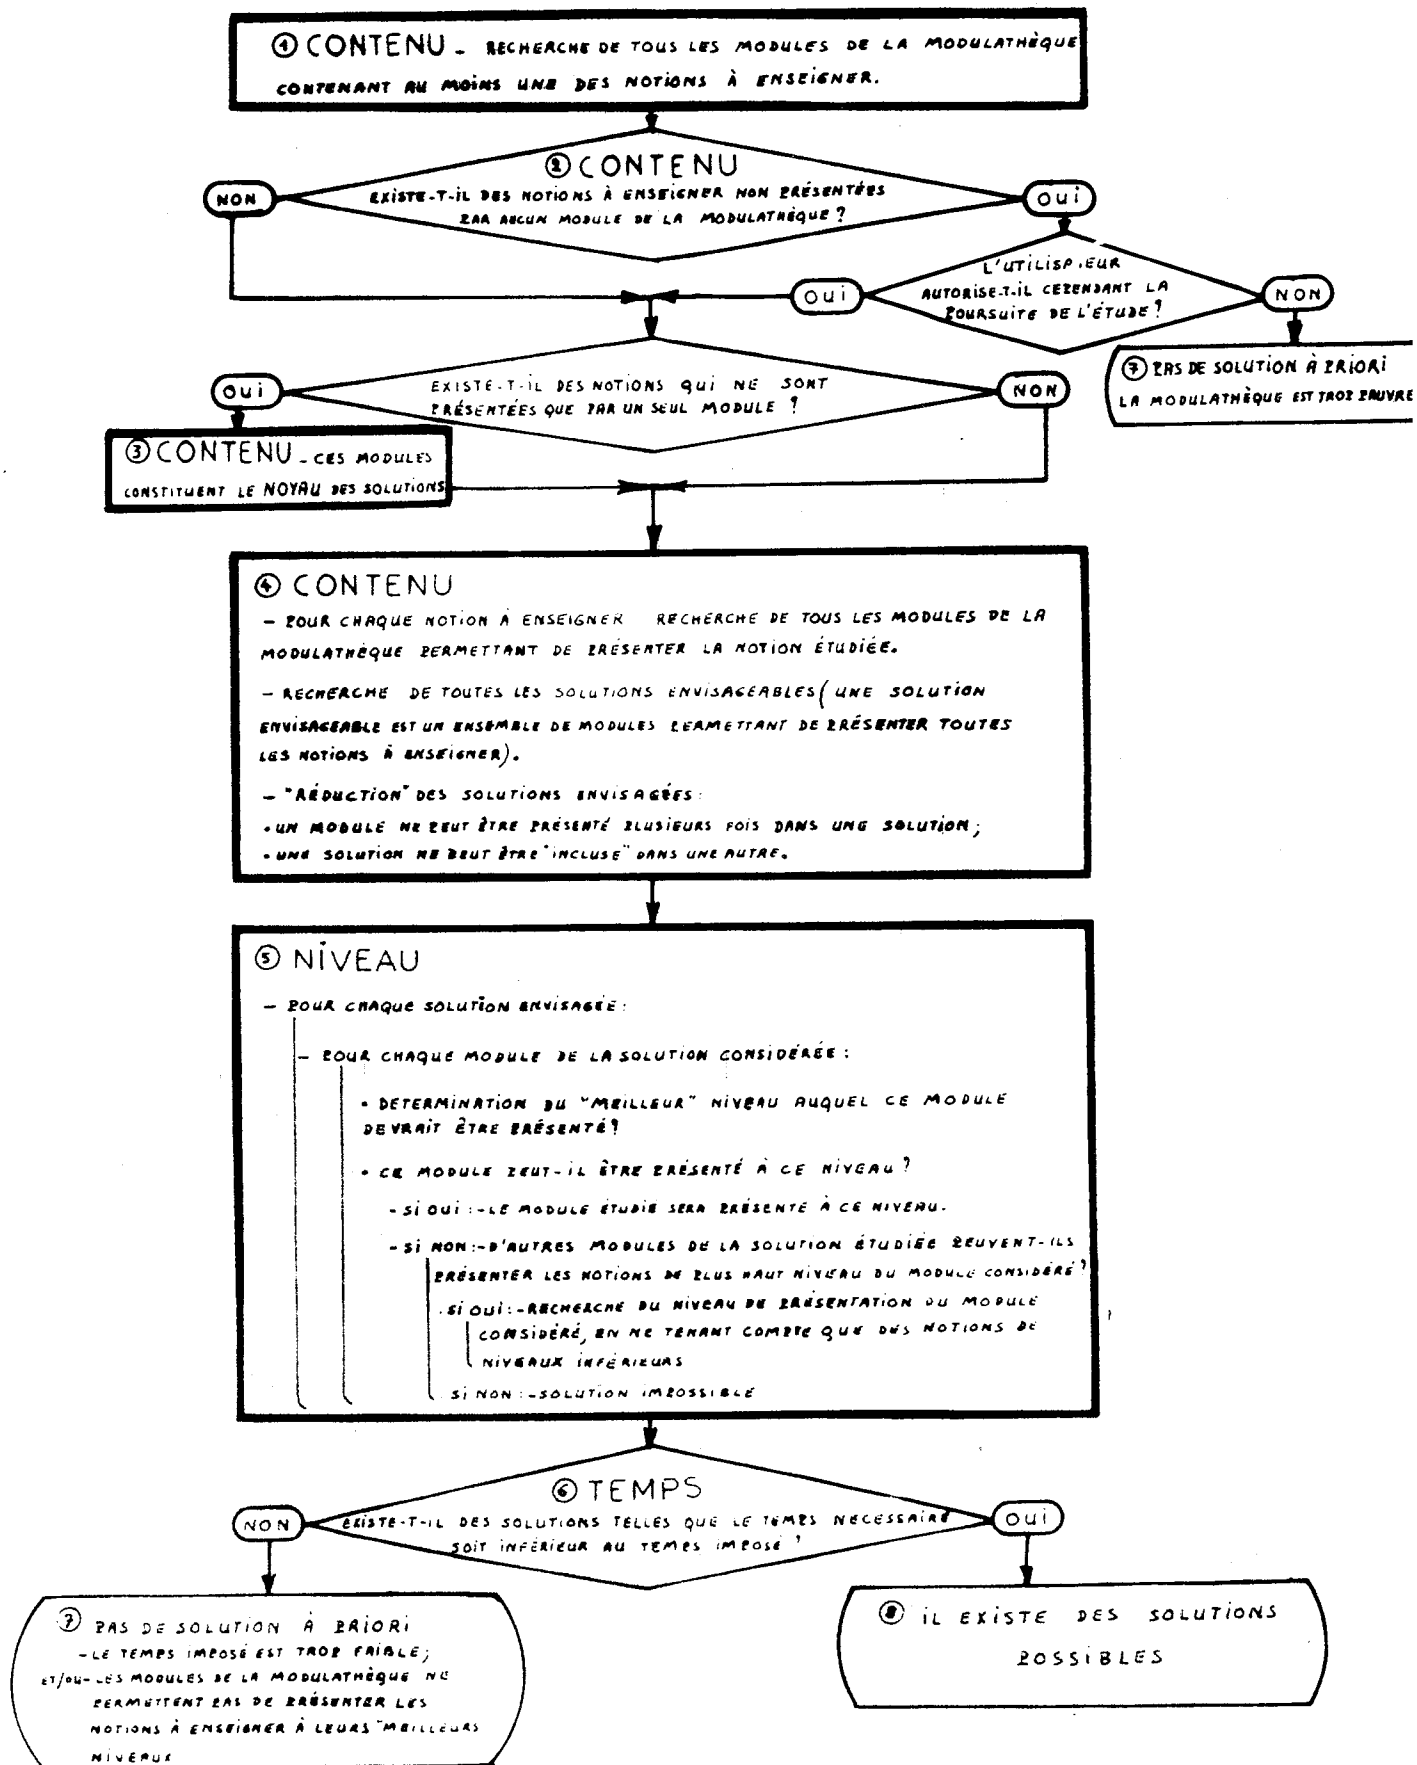 ① CONTENU - RECHERCHE DE TOUS LES MODULES DE LA MODULATHÈQUE
CONTENANT AU MOINS UNE DES NOTIONS À ENSEIGNER.
② CONTENU
EXISTE-T-IL DES NOTIONS À ENSEIGNER NON PRÉSENTÉES
PAR AUCUN MODULE DE LA MODULATHÈQUE ?
NON
OUI
L'UTILISATEUR
AUTORISE-T-IL CEPENDANT LA
POURSUITE DE L'ÉTUDE ?
OUI
NON
⑦ PAS DE SOLUTION À PRIORI
LA MODULATHÈQUE EST TROP PAUVRE
EXISTE-T-IL DES NOTIONS QUI NE SONT
PRÉSENTÉES QUE PAR UN SEUL MODULE ?
OUI
NON
③ CONTENU - CES MODULES
CONSTITUENT LE NOYAU DES SOLUTIONS
④ CONTENU
- POUR CHAQUE NOTION À ENSEIGNER RECHERCHE DE TOUS LES MODULES DE LA
MODULATHÈQUE PERMETTANT DE PRÉSENTER LA NOTION ÉTUDIÉE.
- RECHERCHE DE TOUTES LES SOLUTIONS ENVISAGEABLES (UNE SOLUTION
ENVISAGEABLE EST UN ENSEMBLE DE MODULES PERMETTANT DE PRÉSENTER TOUTES
LES NOTIONS À ENSEIGNER).
- "RÉDUCTION" DES SOLUTIONS ENVISAGÉES :
• UN MODULE NE PEUT ÊTRE PRÉSENTÉ PLUSIEURS FOIS DANS UNE SOLUTION ;
• UNE SOLUTION NE PEUT ÊTRE "INCLUSE" DANS UNE AUTRE.
⑤ NIVEAU
- POUR CHAQUE SOLUTION ENVISAGÉE :
- POUR CHAQUE MODULE DE LA SOLUTION CONSIDÉRÉE :
• DETERMINATION DU "MEILLEUR" NIVEAU AUQUEL CE MODULE
DEVRAIT ÊTRE PRÉSENTÉ ?
• CE MODULE PEUT-IL ÊTRE PRÉSENTÉ À CE NIVEAU ?
- SI OUI : - LE MODULE ÉTUDIÉ SERA PRÉSENTÉ À CE NIVEAU.
- SI NON : - D'AUTRES MODULES DE LA SOLUTION ÉTUDIÉE PEUVENT-ILS
PRÉSENTER LES NOTIONS DE PLUS HAUT NIVEAU DU MODULE CONSIDÉRÉ ?
. SI OUI : - RECHERCHE DU NIVEAU DE PRÉSENTATION DU MODULE
CONSIDÉRÉ, EN NE TENANT COMPTE QUE DES NOTIONS DE
NIVEAUX INFÉRIEURS
. SI NON : - SOLUTION IMPOSSIBLE
⑥ TEMPS
EXISTE-T-IL DES SOLUTIONS TELLES QUE LE TEMPS NECESSAIRE
SOIT INFÉRIEUR AU TEMPS IMPOSÉ ?
NON
OUI
⑦ PAS DE SOLUTION À PRIORI
- LE TEMPS IMPOSÉ EST TROP FAIBLE ;
ET/OU - LES MODULES DE LA MODULATHÈQUE NE
PERMETTENT PAS DE PRÉSENTER LES
NOTIONS À ENSEIGNER À LEURS "MEILLEURS
NIVEAUX
⑧ IL EXISTE DES SOLUTIONS
POSSIBLES